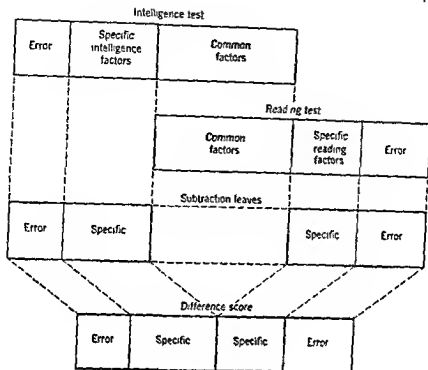 Intelligence test
Error
Specific
intelligence
factors
Common
factors
Reading test
Common
factors
Specific
reading
factors
Error
Subtraction leaves
Error
Specific
Specific
Error
Difference score
Error
Specific
Specific
Error